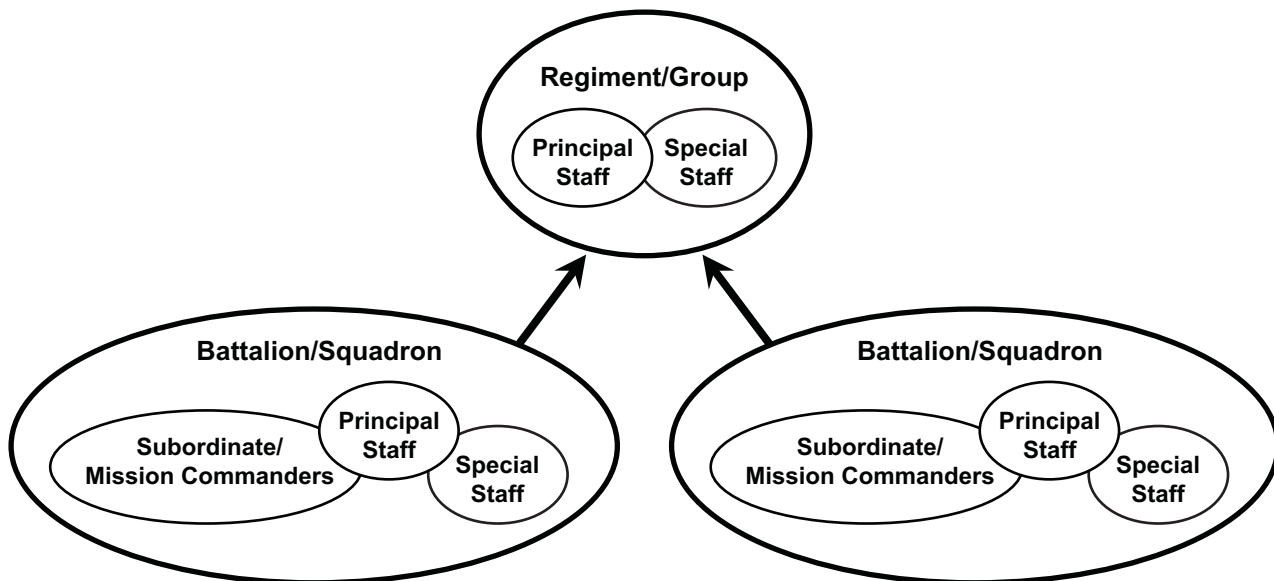 Regiment/Group
Principal
Staff
Special
Staff
Battalion/Squadron
Subordinate/
Mission Commanders
Principal
Staff
Special
Staff
Battalion/Squadron
Subordinate/
Mission Commanders
Principal
Staff
Special
Staff